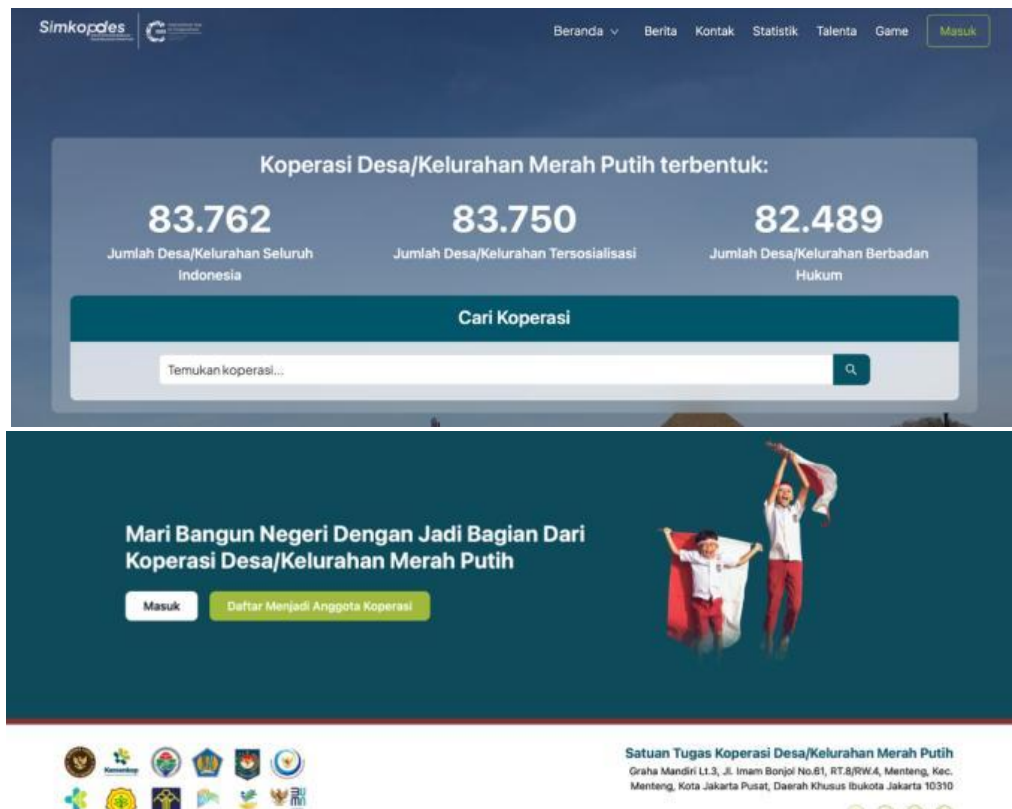 Simkopdes
Beranda Berita Kontak Statistik Talenta Game Masuk
Koperasi Desa/Kelurahan Merah Putih terbentuk:
83.762 83.750 82.489
Jumlah Desa/Kelurahan Seluruh Jumlah Desa/Kelurahan Tersosialisasi Jumlah Desa/Kelurahan Berbadan
Indonesia Hukum
Cari Koperasi
Temukan koperasi...
Mari Bangun Negeri Dengan Jadi Bagian Dari
Koperasi Desa/Kelurahan Merah Putih
Masuk Daftar Menjadi Anggota Koperasi
Kemenkop
Satuan Tugas Koperasi Desa/Kelurahan Merah Putih
Graha Mandiri Lt.3, Jl. Imam Bonjol No.61, RT.8/RW.4, Menteng, Kec.
Menteng, Kota Jakarta Pusat, Daerah Khusus Ibukota Jakarta 10310